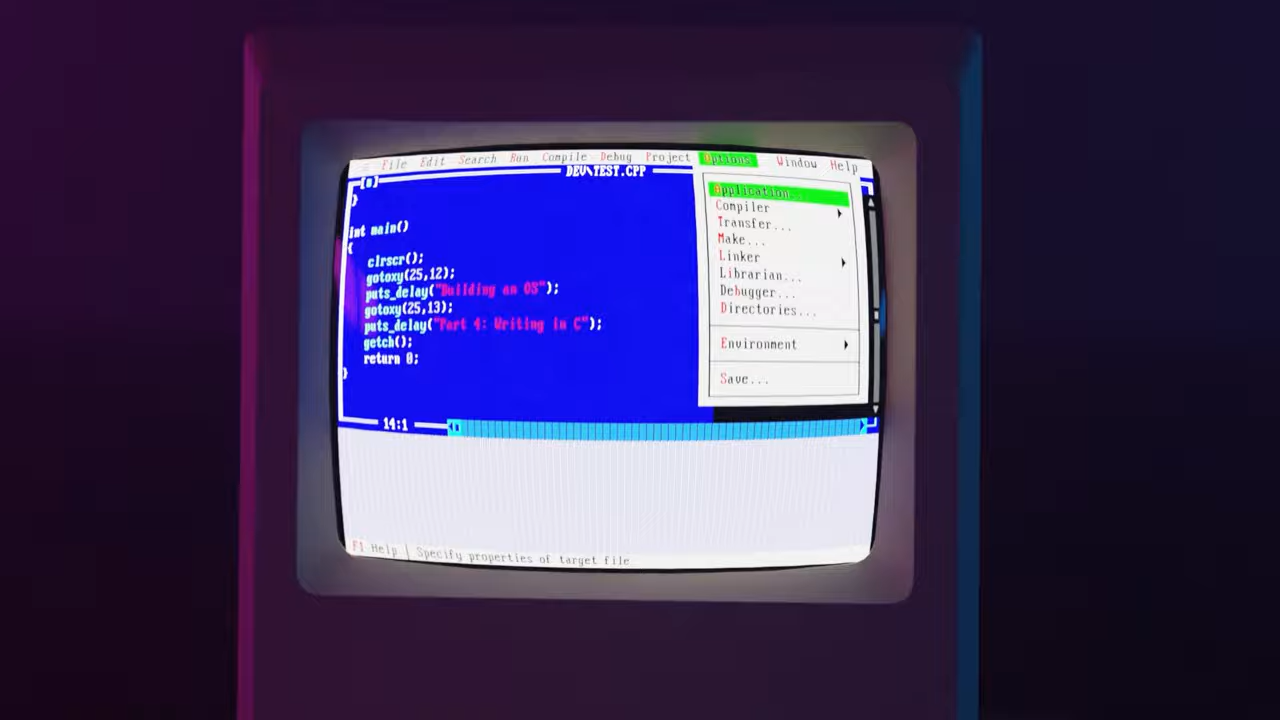 ≡ File Edit Search Run Compile Debug Project Options Window Help
DEV\TEST.CPP
}
int main()
{
clrscr();
gotoxy(25,12);
puts_delay("Building an OS");
gotoxy(25,13);
puts_delay("Part 4: Writing in C");
getch();
return 0;
}
14:1
Application...
Compiler
Transfer...
Make...
Linker
Librarian...
Debugger...
Directories...
Environment
Save...
F1 Help | Specify properties of target file